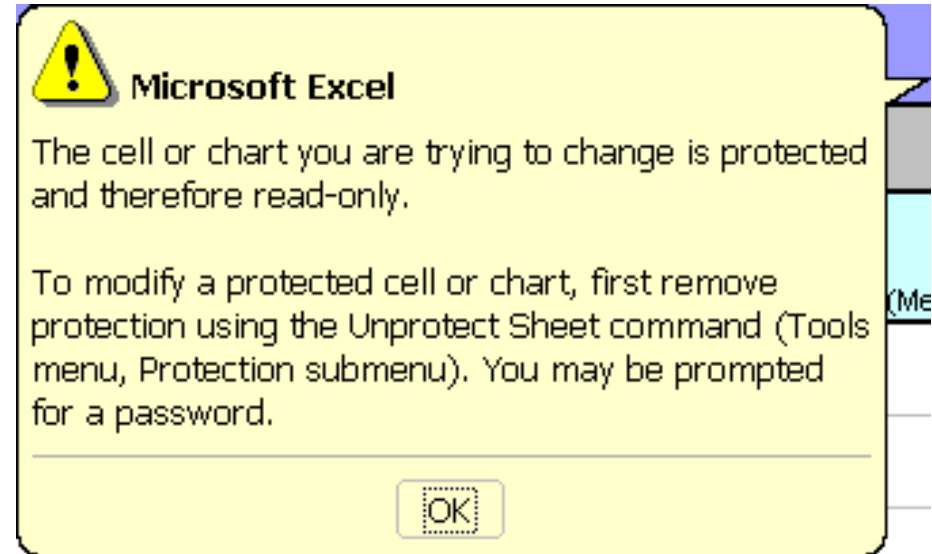 Microsoft Excel
The cell or chart you are trying to change is protected
and therefore read-only.
To modify a protected cell or chart, first remove
protection using the Unprotect Sheet command (Tools
menu, Protection submenu). You may be prompted
for a password.
(Me
OK